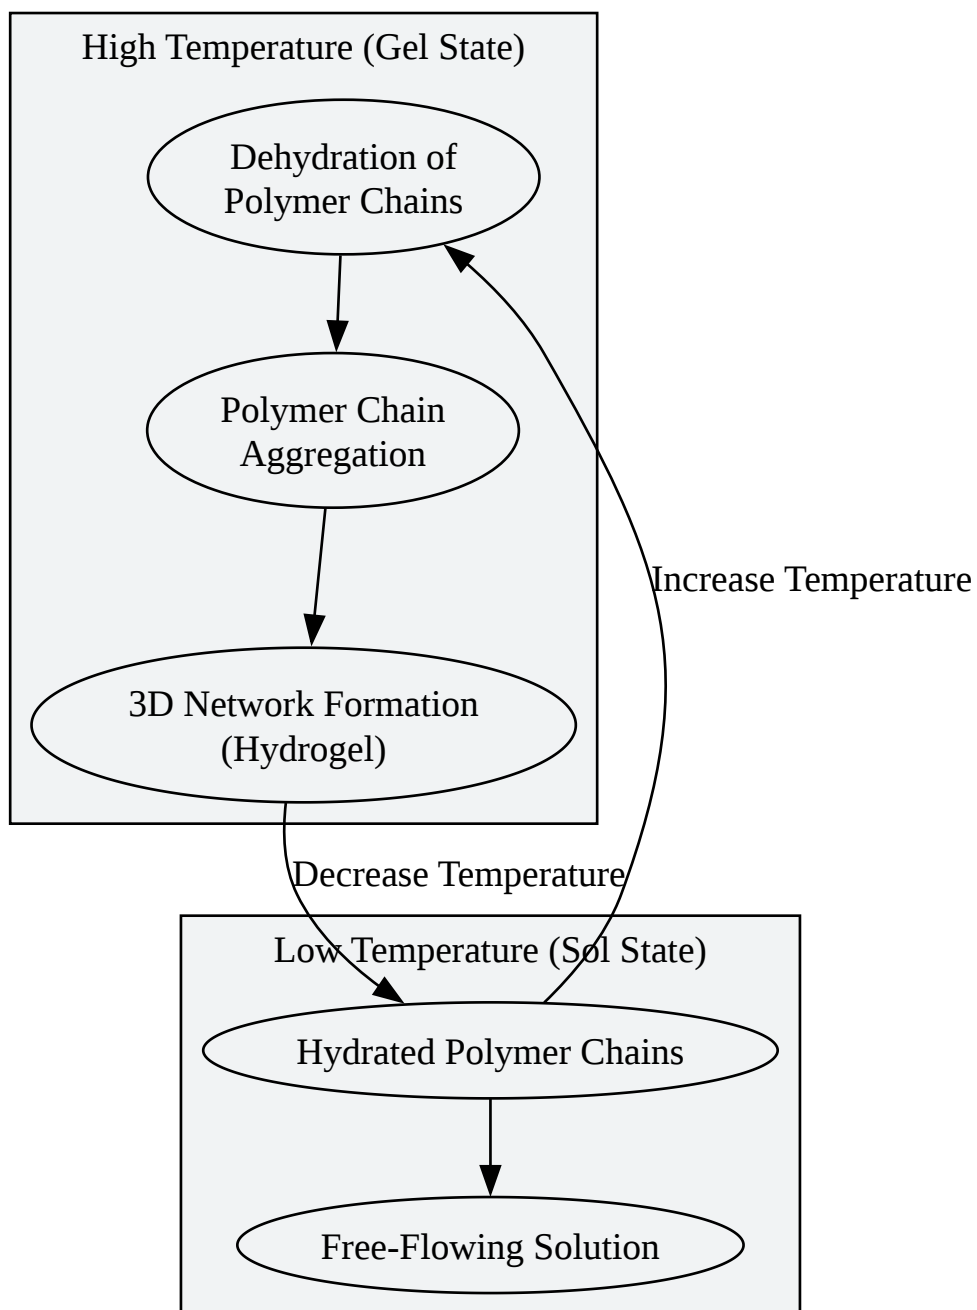 High Temperature (Gel State)
Dehydration of
Polymer Chains
Polymer Chain
Aggregation
Increase Temperature
3D Network Formation
(Hydrogel)
Decrease Temperature
Low Temperature (Sol State)
Hydrated Polymer Chains
Free-Flowing Solution